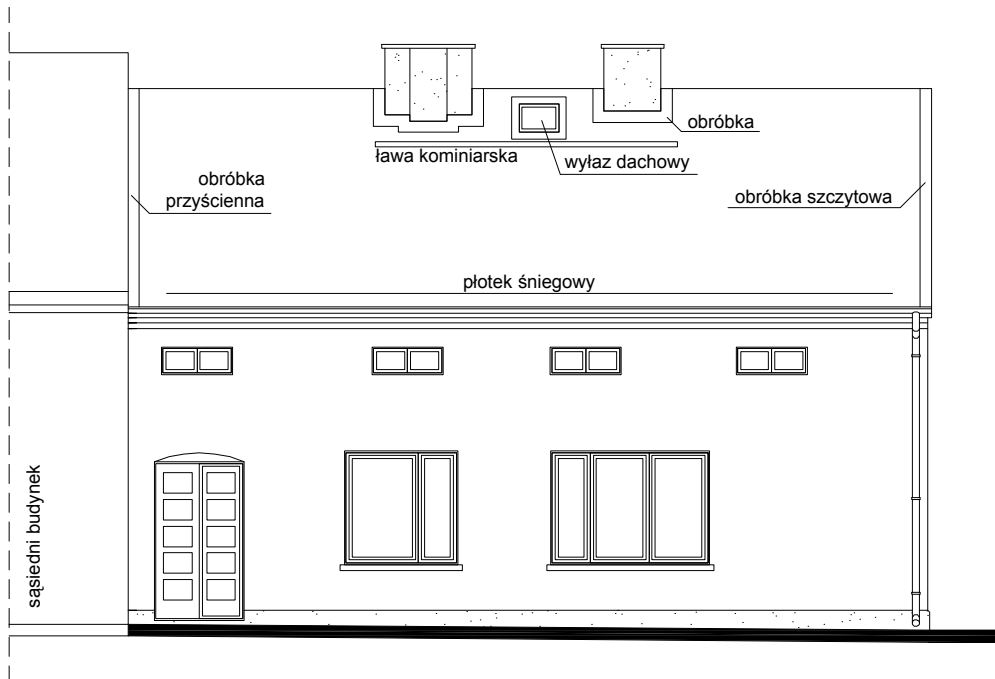 obróbka
ława kominiarska
wyłaz dachowy
obróbka
przyścienna
obróbka szczytowa
płotek śniegowy
sąsiedni budynek